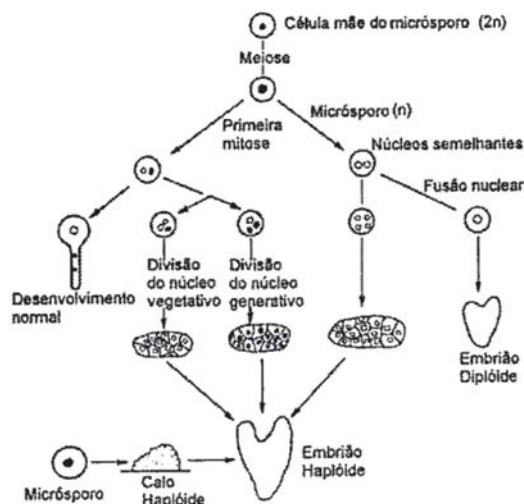 Célula mãe do micrósporo (2n)
Meiose
Micrósporo (n)
Primeira
mitose
Núcleos semelhantes
Fusão nuclear
Desenvolvimento
normal
Divisão
do núcleo
vegetativo
Divisão
do núcleo
generativo
Embrião
Diplóide
Micrósporo
Calo
Haplóide
Embrião
Haplóide